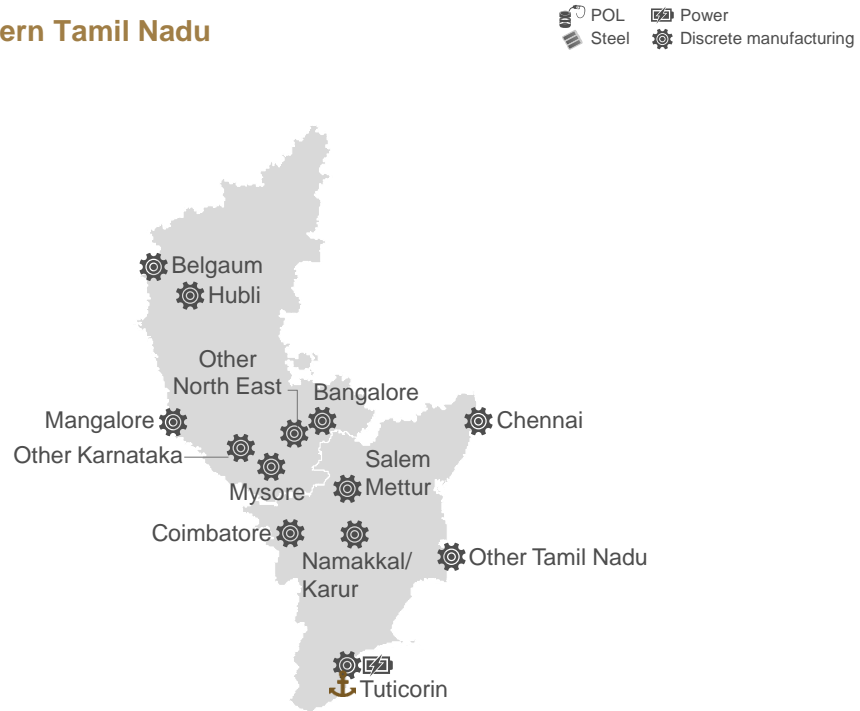 ern Tamil Nadu
POL
Power
Steel
Discrete manufacturing
Belgaum
Hubli
Other
North East
Bangalore
Mangalore
Chennai
Other Karnataka
Salem
Mettur
Mysore
Coimbatore
Namakkal/
Karur
Other Tamil Nadu
Tuticorin